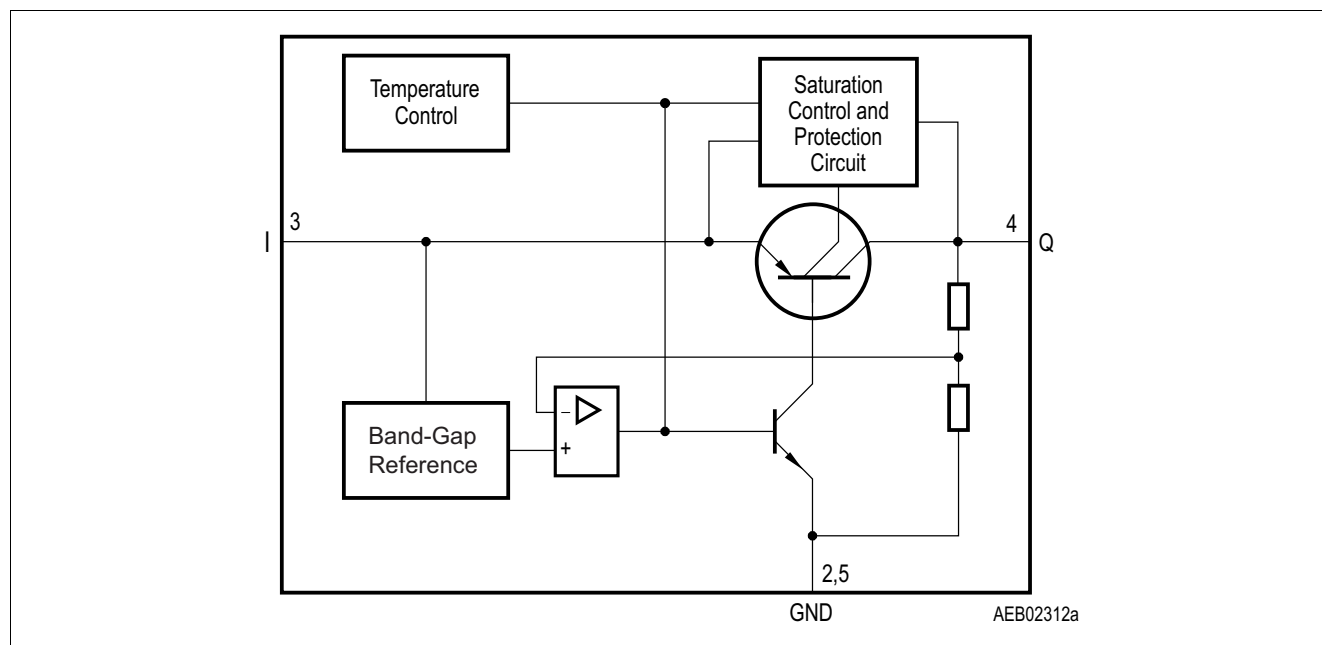 Temperature
Control
Saturation
Control and
Protection
Circuit
3
I
4
Q
−
+
Band-Gap
Reference
2,5
GND
AEB02312a